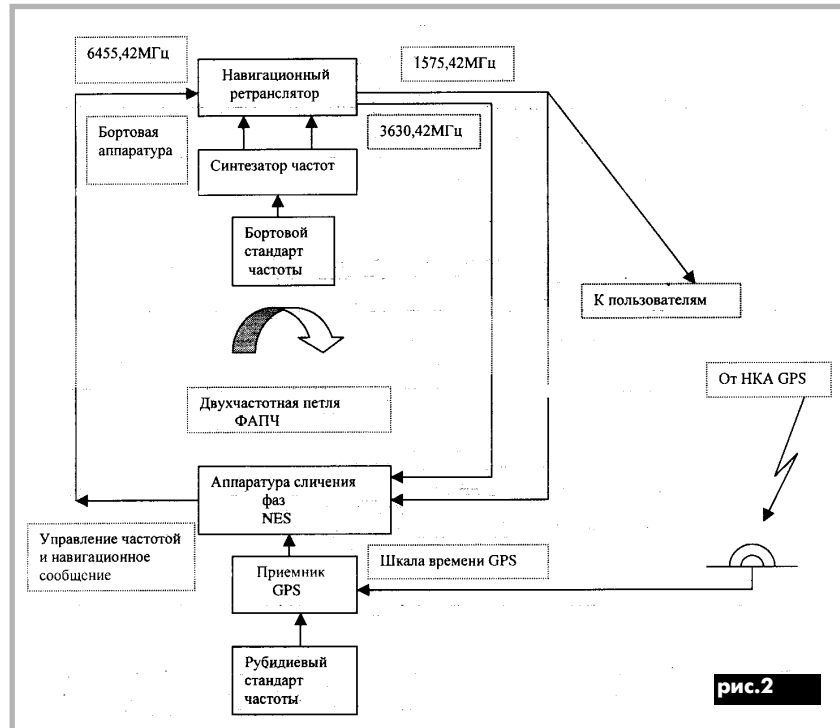 6455,42МГц
Навигационный
ретранслятор
1575,42МГц
3630,42МГц
Бортовая
аппаратура
Синтезатор частот
Бортовой
стандарт
частоты
К пользователям
От НКА GPS
Двухчастотная петля
ФАПЧ
Аппаратура сличения
фаз
NES
Управление частотой
и навигационное
сообщение
Шкала времени GPS
Приемник
GPS
Рубидиевый
стандарт
частоты
рис.2